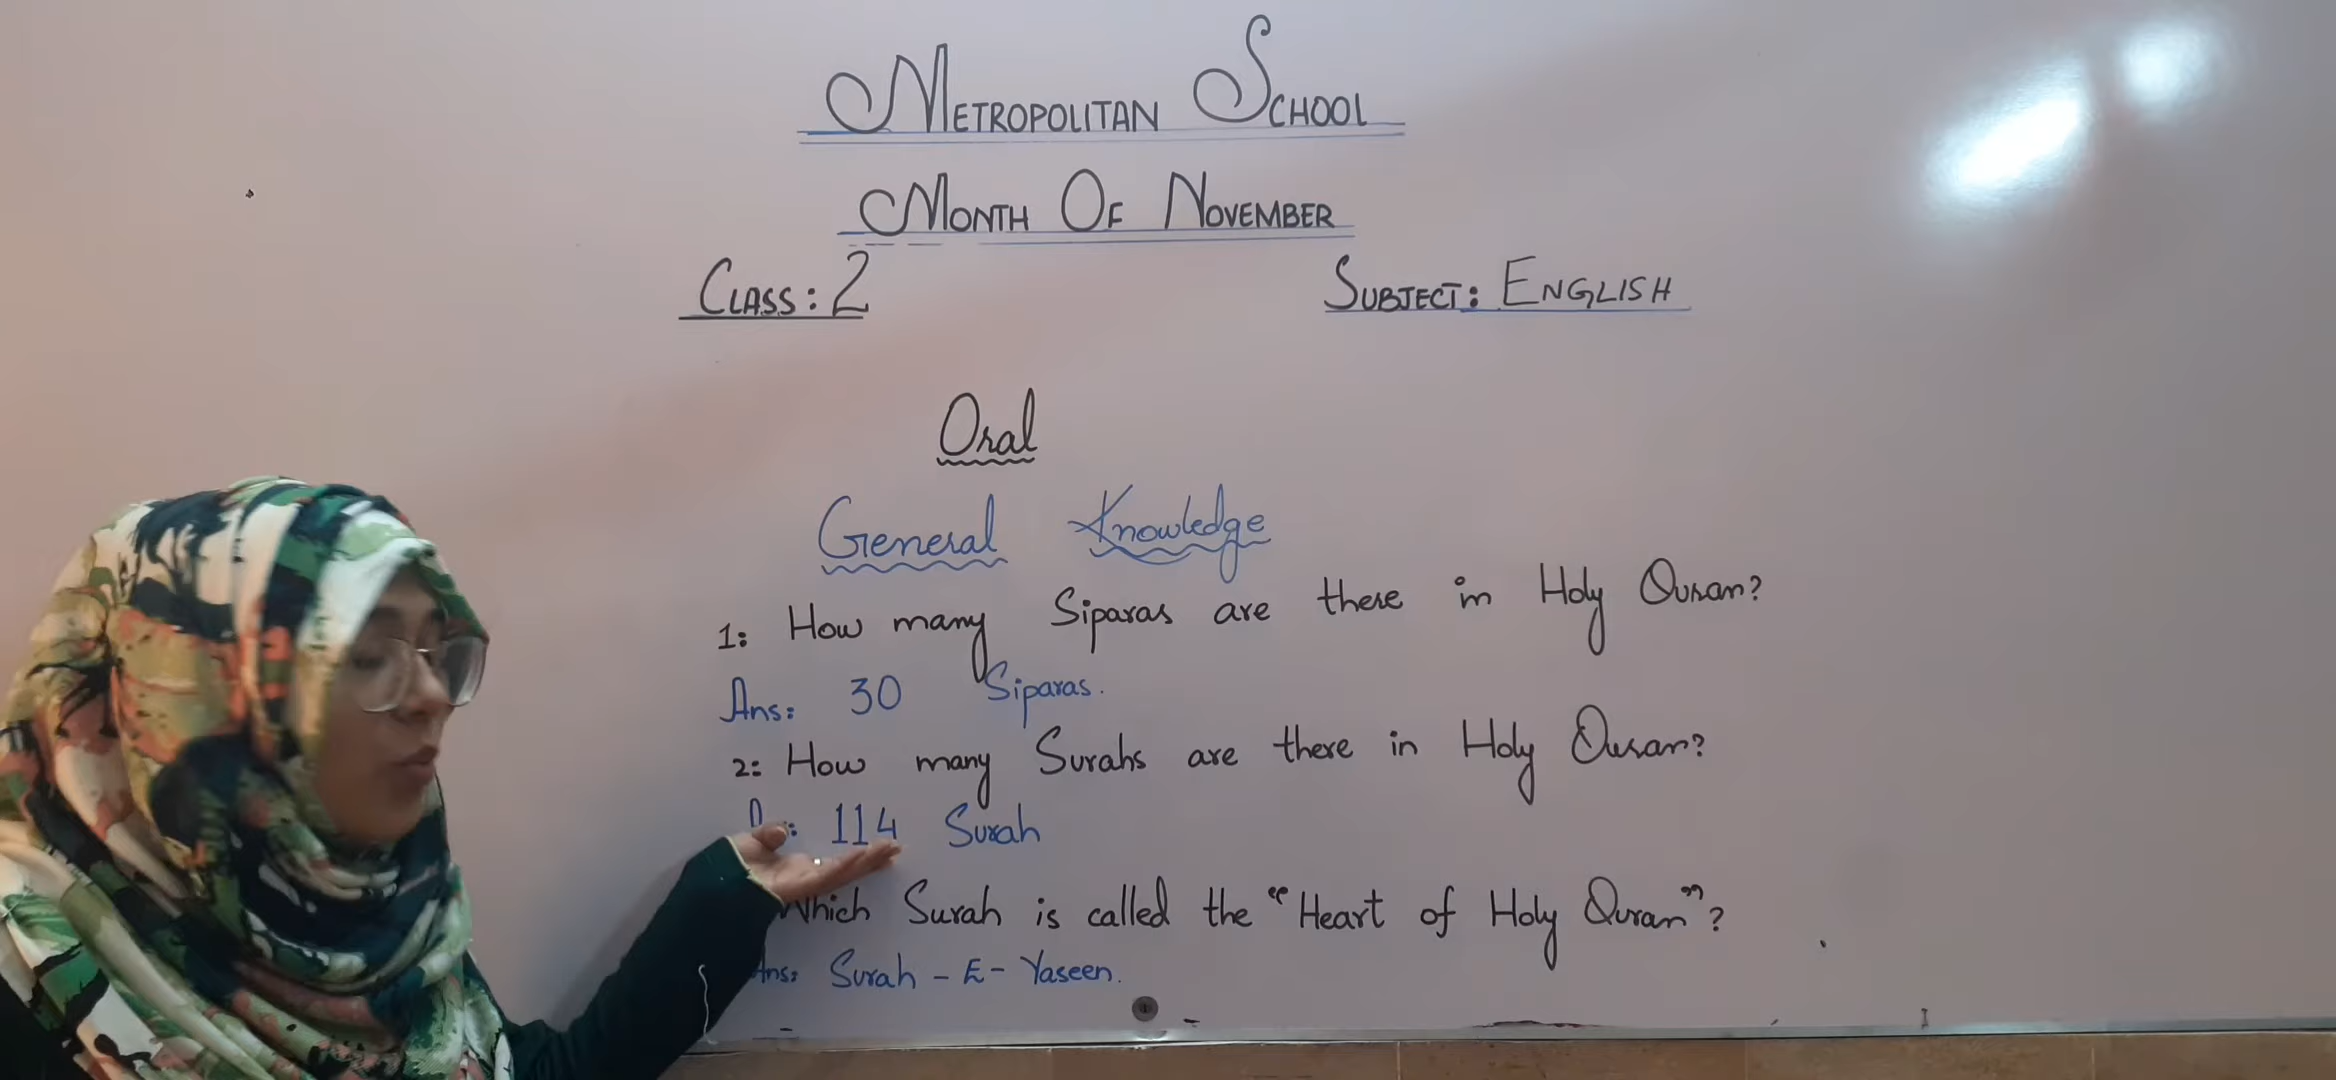 METROPOLITAN SCHOOL
MONTH OF NOVEMBER
CLASS: 2
SUBJECT: ENGLISH
Oral
General Knowledge
1: How many Siparas are there in Holy Quran?
Ans: 30 Siparas.
2: How many Surahs are there in Holy Quran?
114 Surah
Which Surah is called the "Heart of Holy Quran"?
Ans: Surah - E - Yaseen.